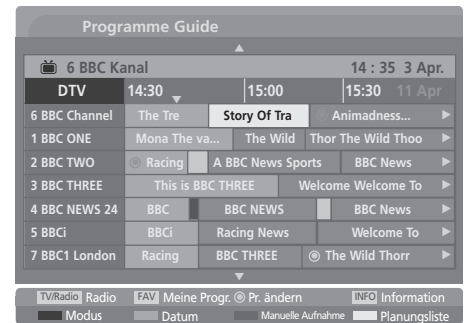 Programme Guide
6 BBC Kanal 14 : 35 3 Apr.
DTV 14:30 15:00 15:30 11 Apr
6 BBC Channel The Tre Story Of Tra Animadness...
1 BBC ONE Mona The va... The Wild Thor The Wild Thoo
2 BBC TWO Racing A BBC News Sports BBC News
3 BBC THREE This is BBC THREE Welcome Welcome To
4 BBC NEWS 24 BBC BBC NEWS BBC News
5 BBCi BBCi Racing News Welcome To
7 BBC1 London Racing BBC THREE The Wild Thorr
TV/Radio Radio FAV Meine Progr. Pr. ändern INFO Information
Modus Datum Manuelle Aufnahme Planungsliste